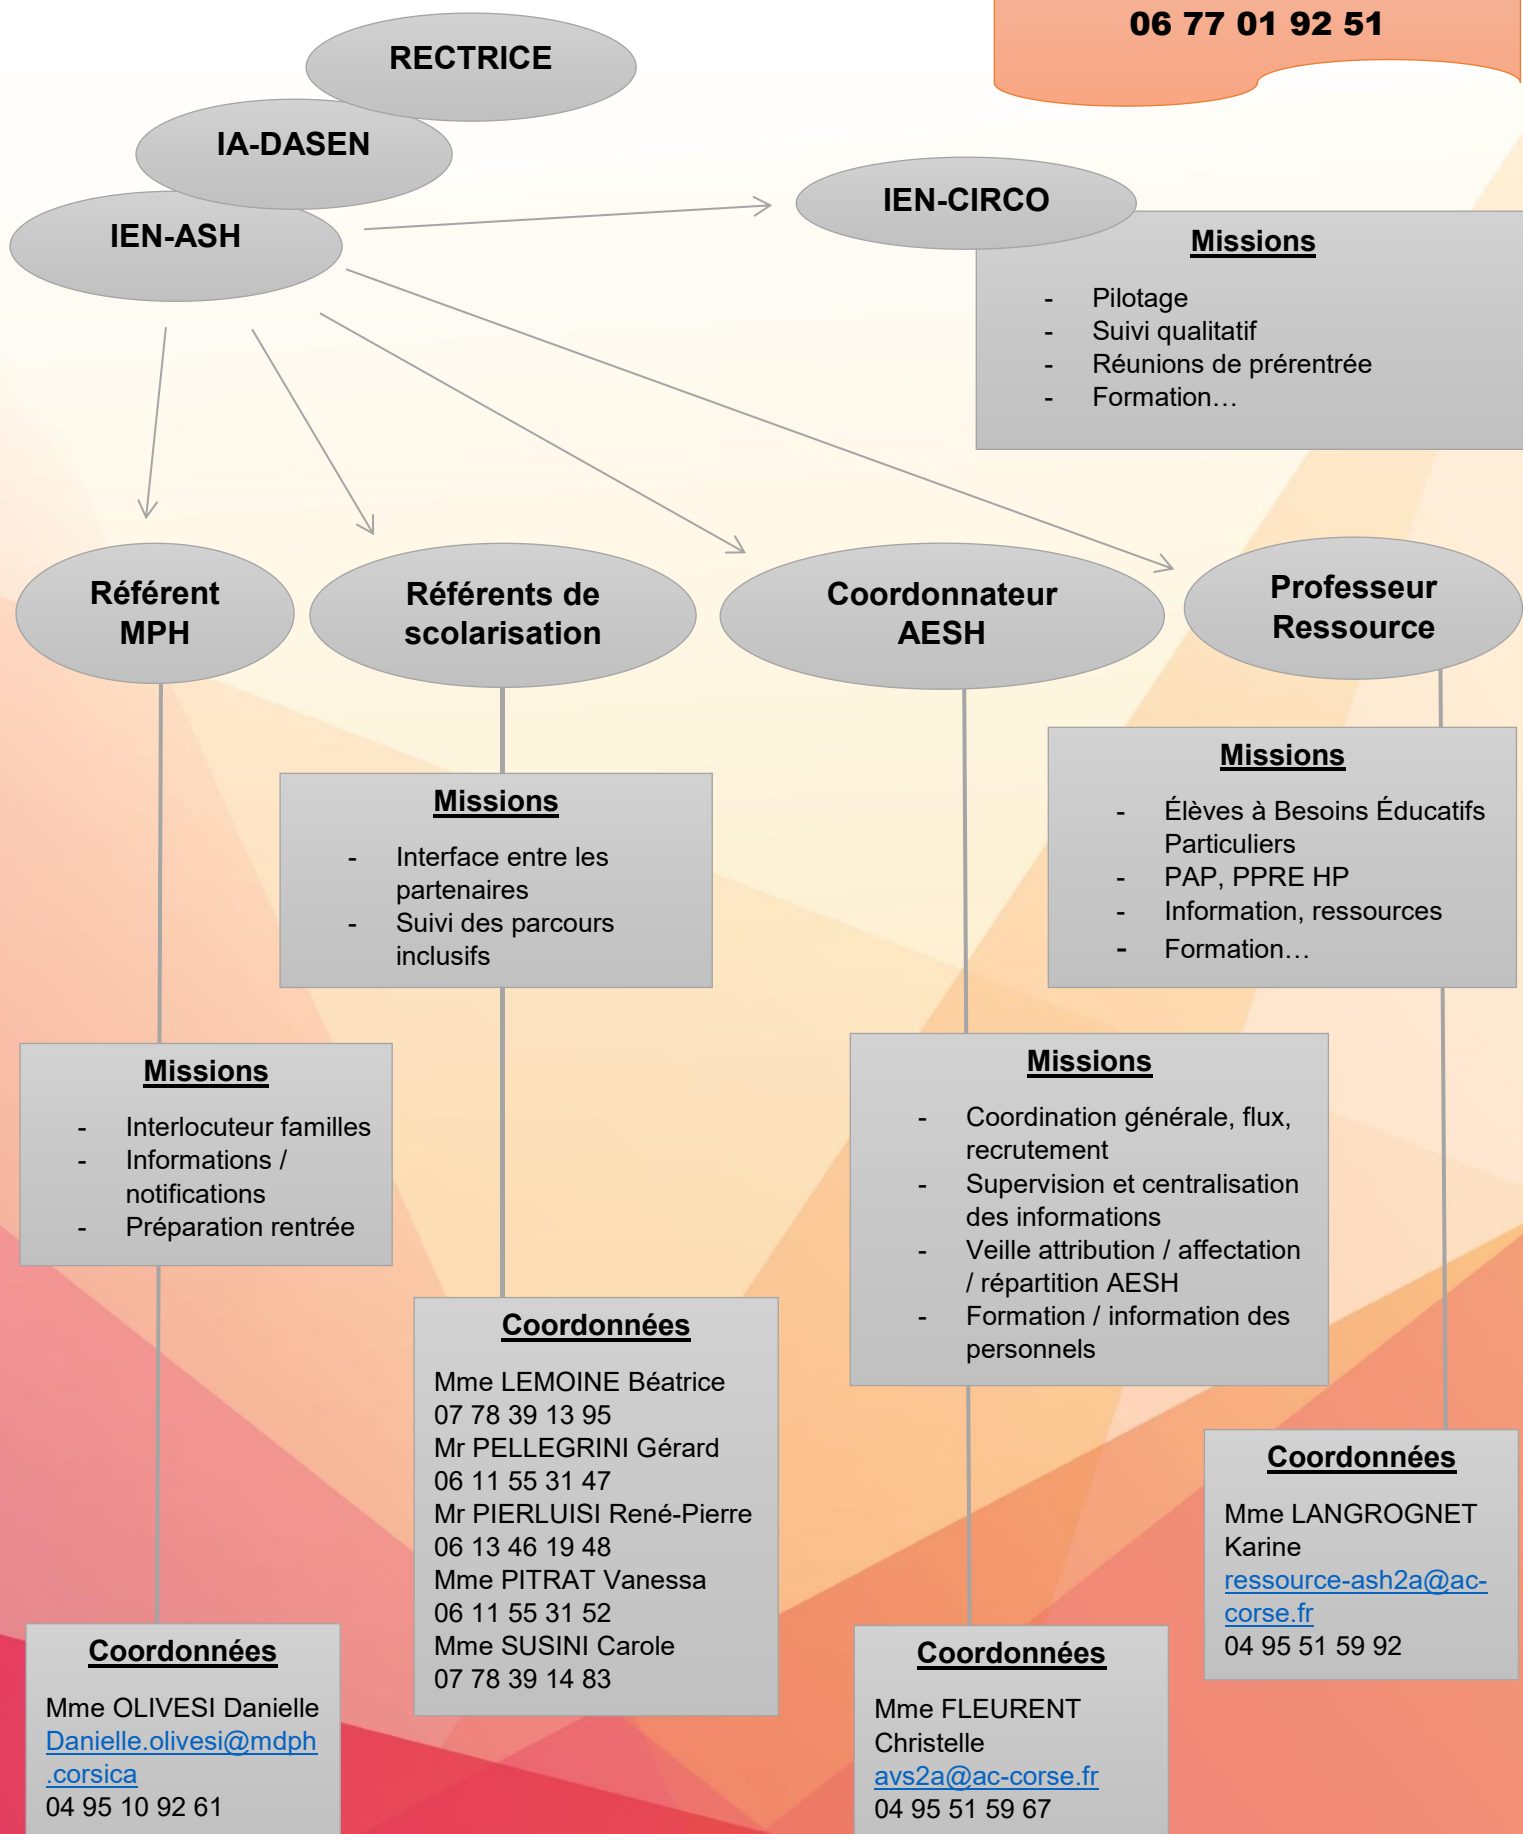 06 77 01 92 51
RECTRICE
IA-DASEN
IEN-ASH
IEN-CIRCO
Missions
- Pilotage
- Suivi qualitatif
- Réunions de prérentrée
- Formation…
Référent
MPH
Référents de
scolarisation
Coordonnateur
AESH
Professeur
Ressource
Missions
- Interlocuteur familles
- Informations /
notifications
- Préparation rentrée
Coordonnées
Mme OLIVESI Danielle
Danielle.olivesi@mdph
.corsica
04 95 10 92 61
Missions
- Interface entre les
partenaires
- Suivi des parcours
inclusifs
Coordonnées
Mme LEMOINE Béatrice
07 78 39 13 95
Mr PELLEGRINI Gérard
06 11 55 31 47
Mr PIERLUISI René-Pierre
06 13 46 19 48
Mme PITRAT Vanessa
06 11 55 31 52
Mme SUSINI Carole
07 78 39 14 83
Missions
- Coordination générale, flux,
recrutement
- Supervision et centralisation
des informations
- Veille attribution / affectation
/ répartition AESH
- Formation / information des
personnels
Coordonnées
Mme FLEURENT
Christelle
avs2a@ac-corse.fr
04 95 51 59 67
Missions
- Élèves à Besoins Éducatifs
Particuliers
- PAP, PPRE HP
- Information, ressources
- Formation…
Coordonnées
Mme LANGROGNET
Karine
ressource-ash2a@ac-
corse.fr
04 95 51 59 92